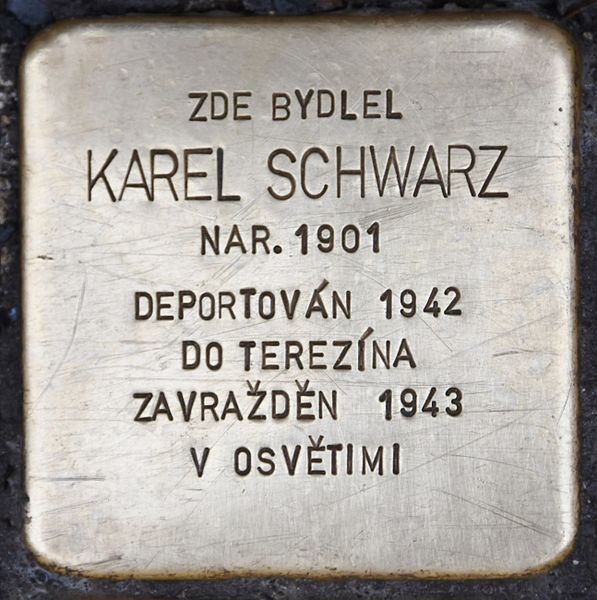 ZDE BYDLEL
KAREL SCHWARZ
NAR. 1901
DEPORTOVÁN 1942
DO TEREZÍNA
ZAVRAŽDĚN 1943
V OSVĚTIMI